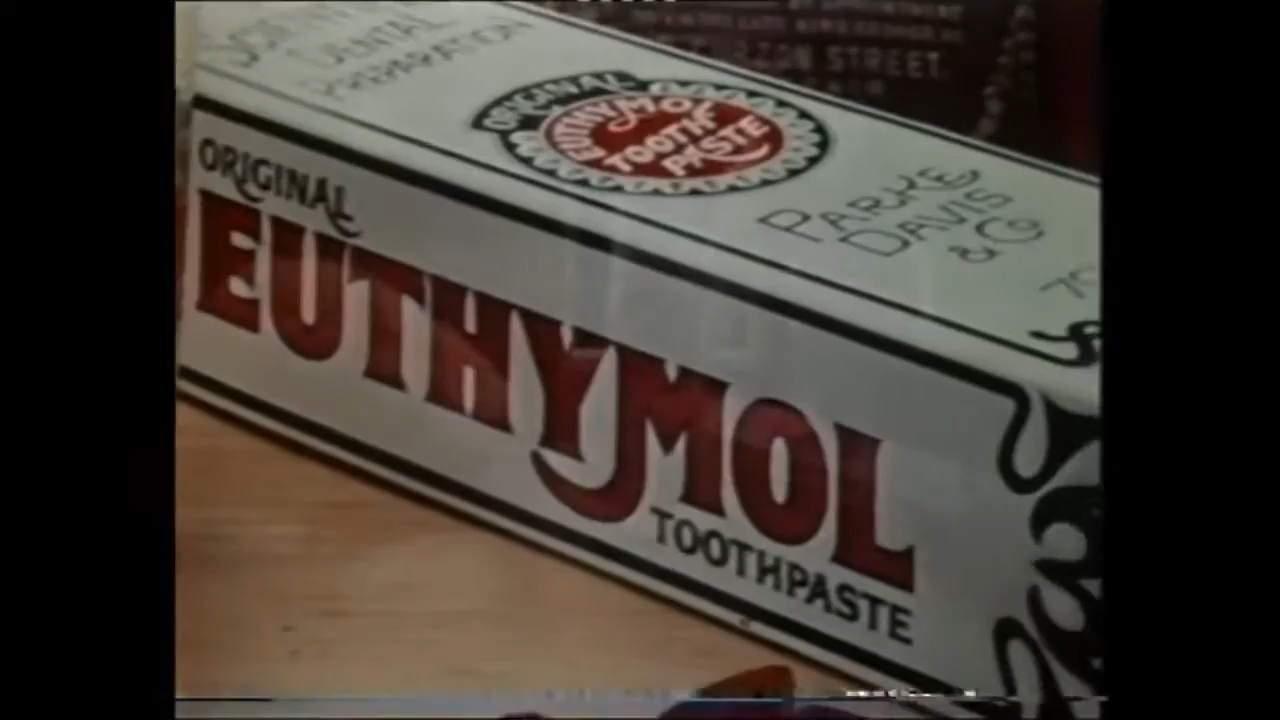 DENTAL
PREPARATION
ORIGINAL
EUTHYMOL
TOOTH
PASTE
PARKE
DAVIS
& Co
STREET.
ORIGINAL
EUTHYMOL
TOOTHPASTE